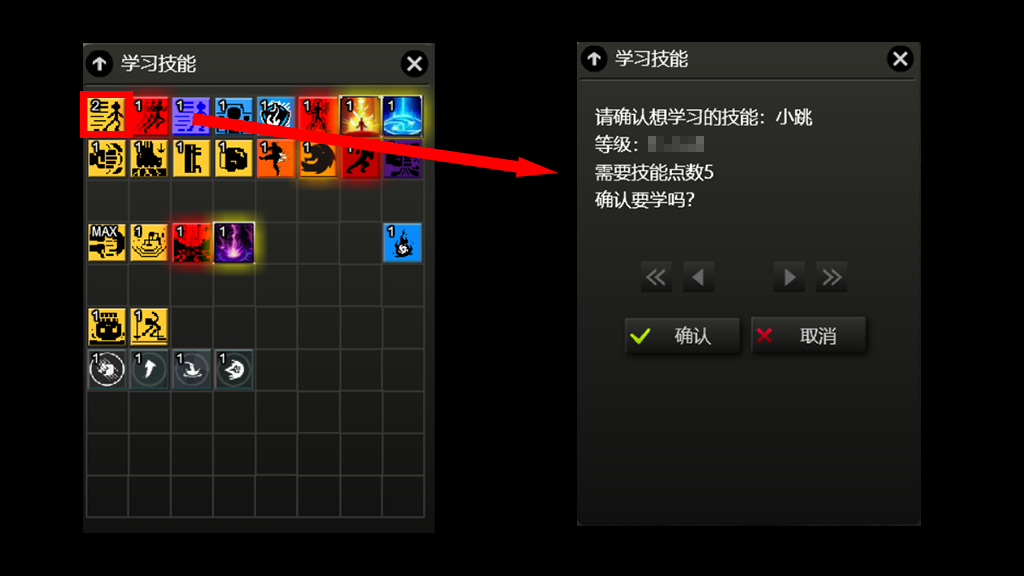 学习技能
2 1 1 1 1 1 1 1
1 1 1 1 1 1 1 1
MAX 1 1 1 1
1 1
1 1 1 1
学习技能
请确认想学习的技能：小跳
等级：
需要技能点数5
确认要学吗?
确认 取消